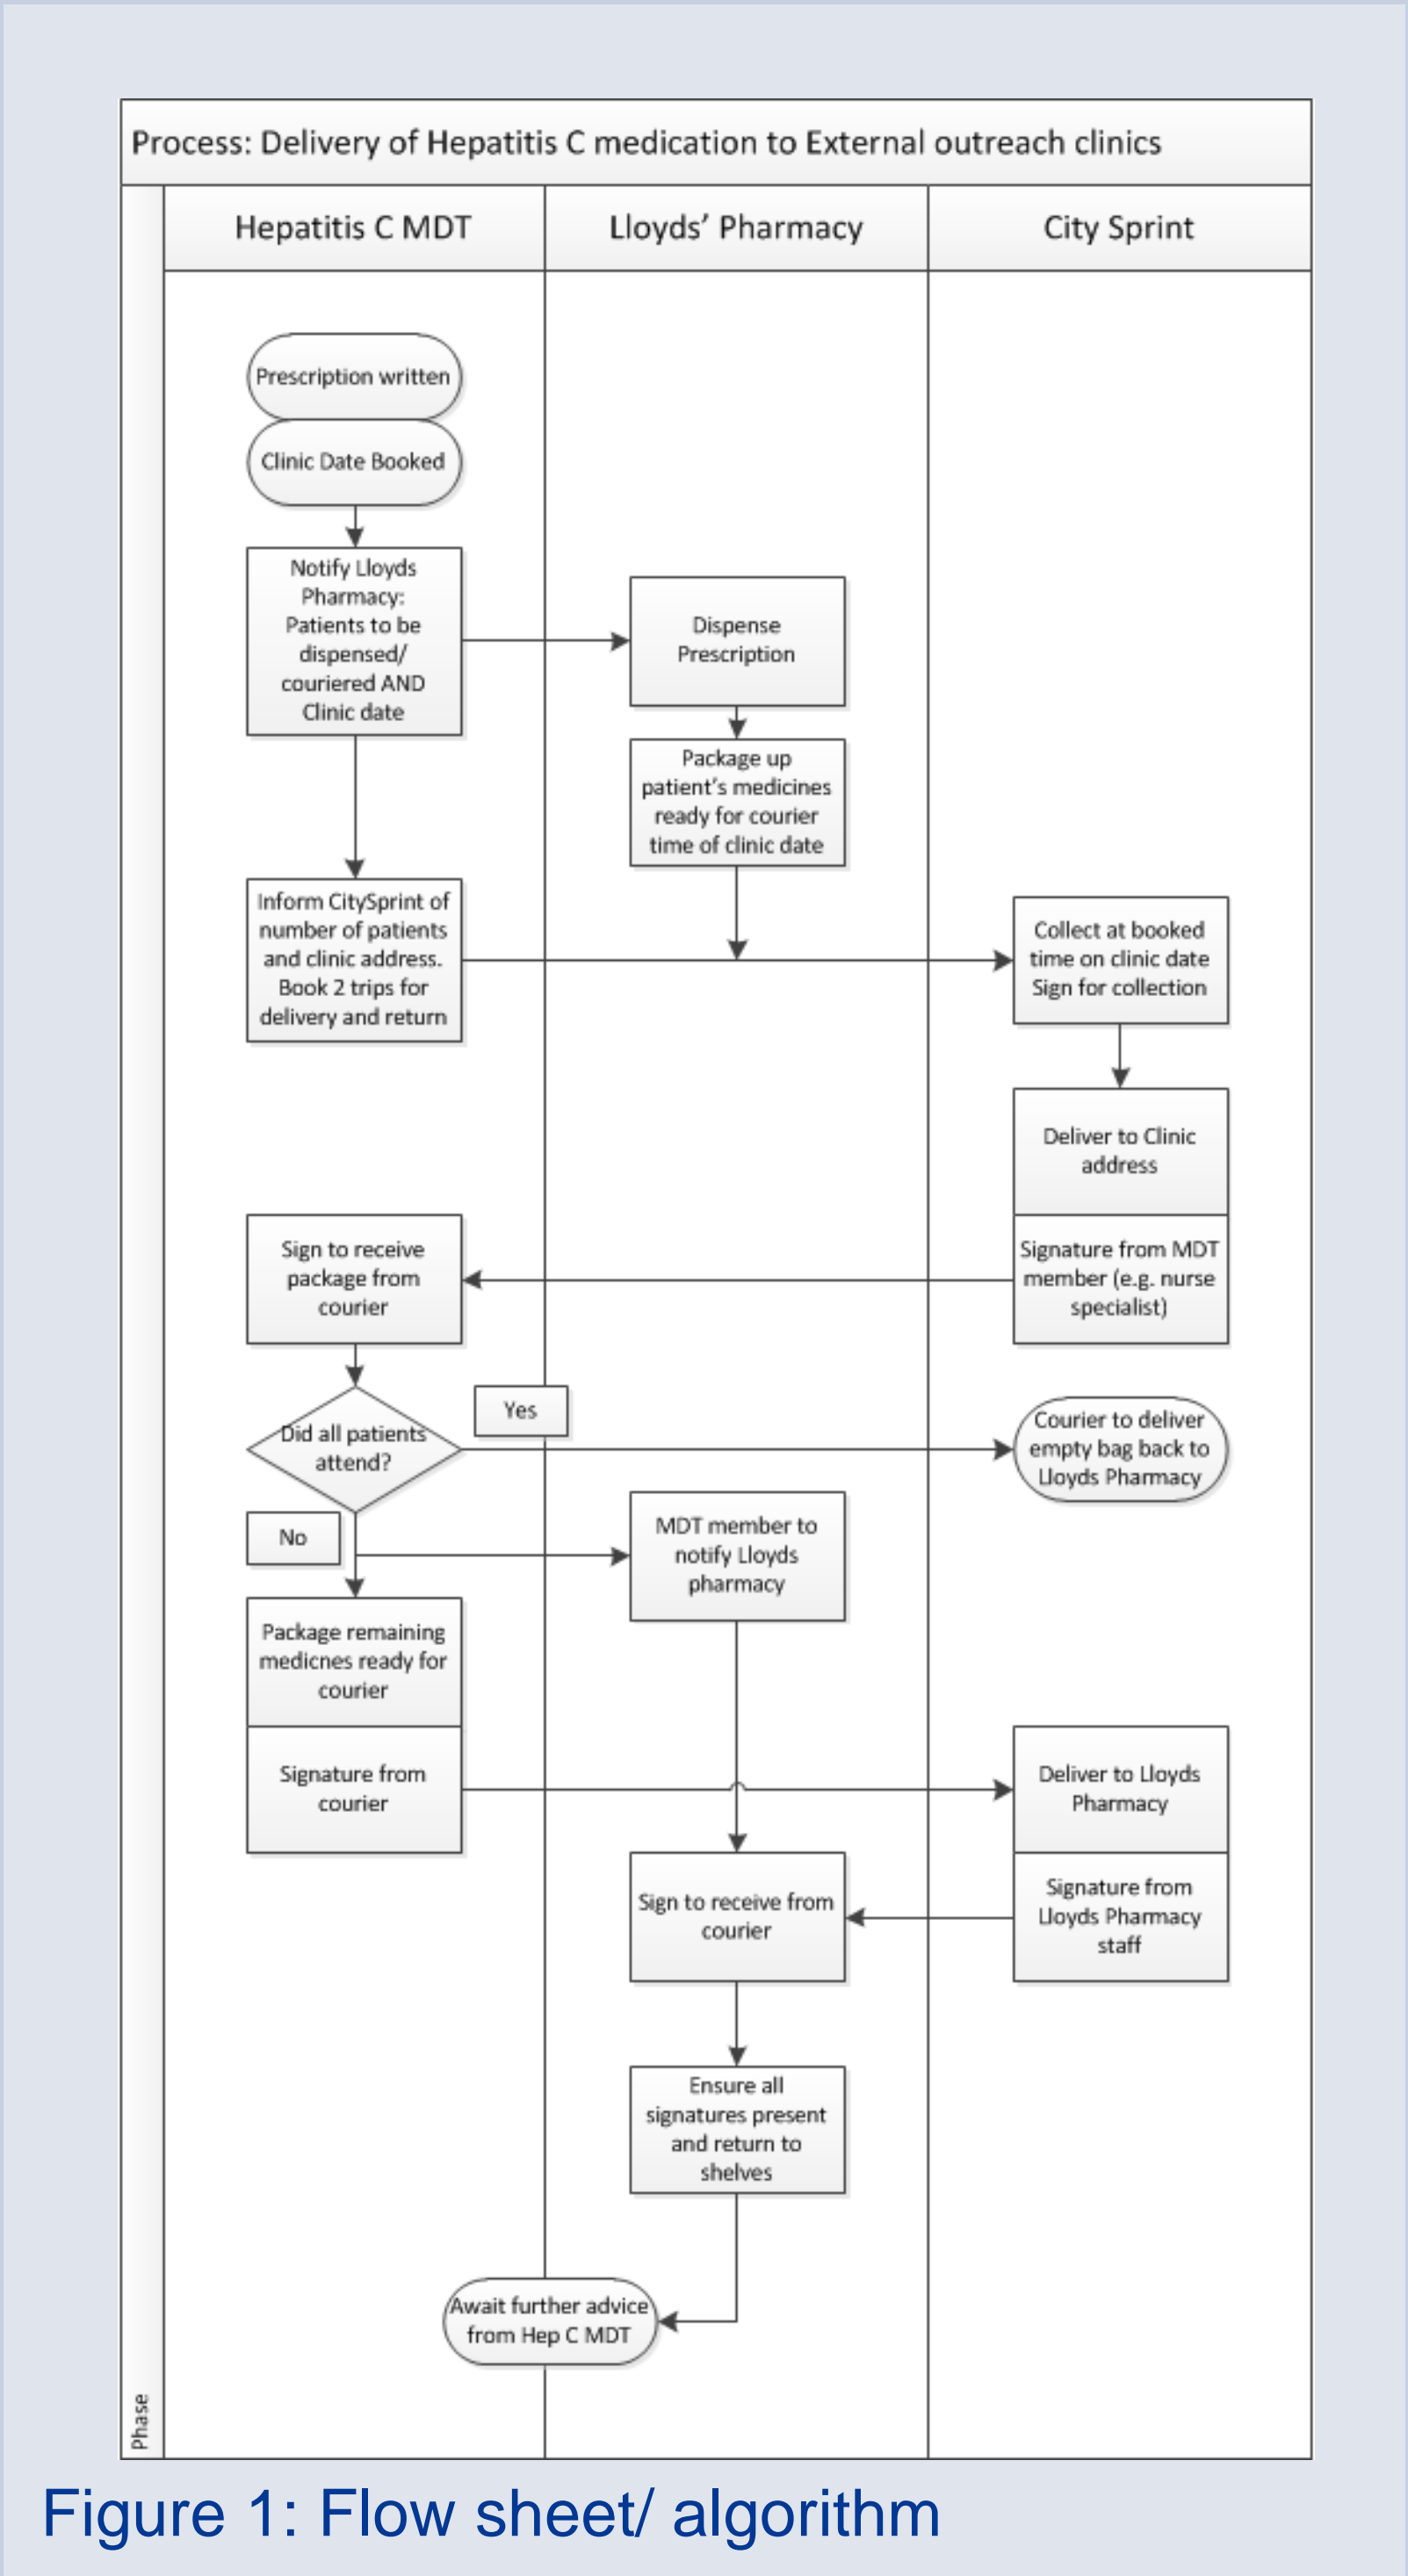 Process: Delivery of Hepatitis C medication to External outreach clinics
Hepatitis C MDT
Lloyds’ Pharmacy
City Sprint
Prescription written
Clinic Date Booked
Notify Lloyds
Pharmacy:
Patients to be
dispensed/
couriered AND
Clinic date
Dispense
Prescription
Package up
patient’s medicines
ready for courier
time of clinic date
Inform CitySprint of
number of patients
and clinic address.
Book 2 trips for
delivery and return
Collect at booked
time on clinic date
Sign for collection
Deliver to Clinic
address
Signature from MDT
member (e.g. nurse
specialist)
Sign to receive
package from
courier
Did all patients
attend?
Yes
Courier to deliver
empty bag back to
Lloyds Pharmacy
No
MDT member to
notify Lloyds
pharmacy
Package remaining
medicnes ready for
courier
Signature from
courier
Deliver to Lloyds
Pharmacy
Signature from
Lloyds Pharmacy
staff
Sign to receive from
courier
Ensure all
signatures present
and return to
shelves
Await further advice
from Hep C MDT
Phase
Figure 1: Flow sheet/ algorithm